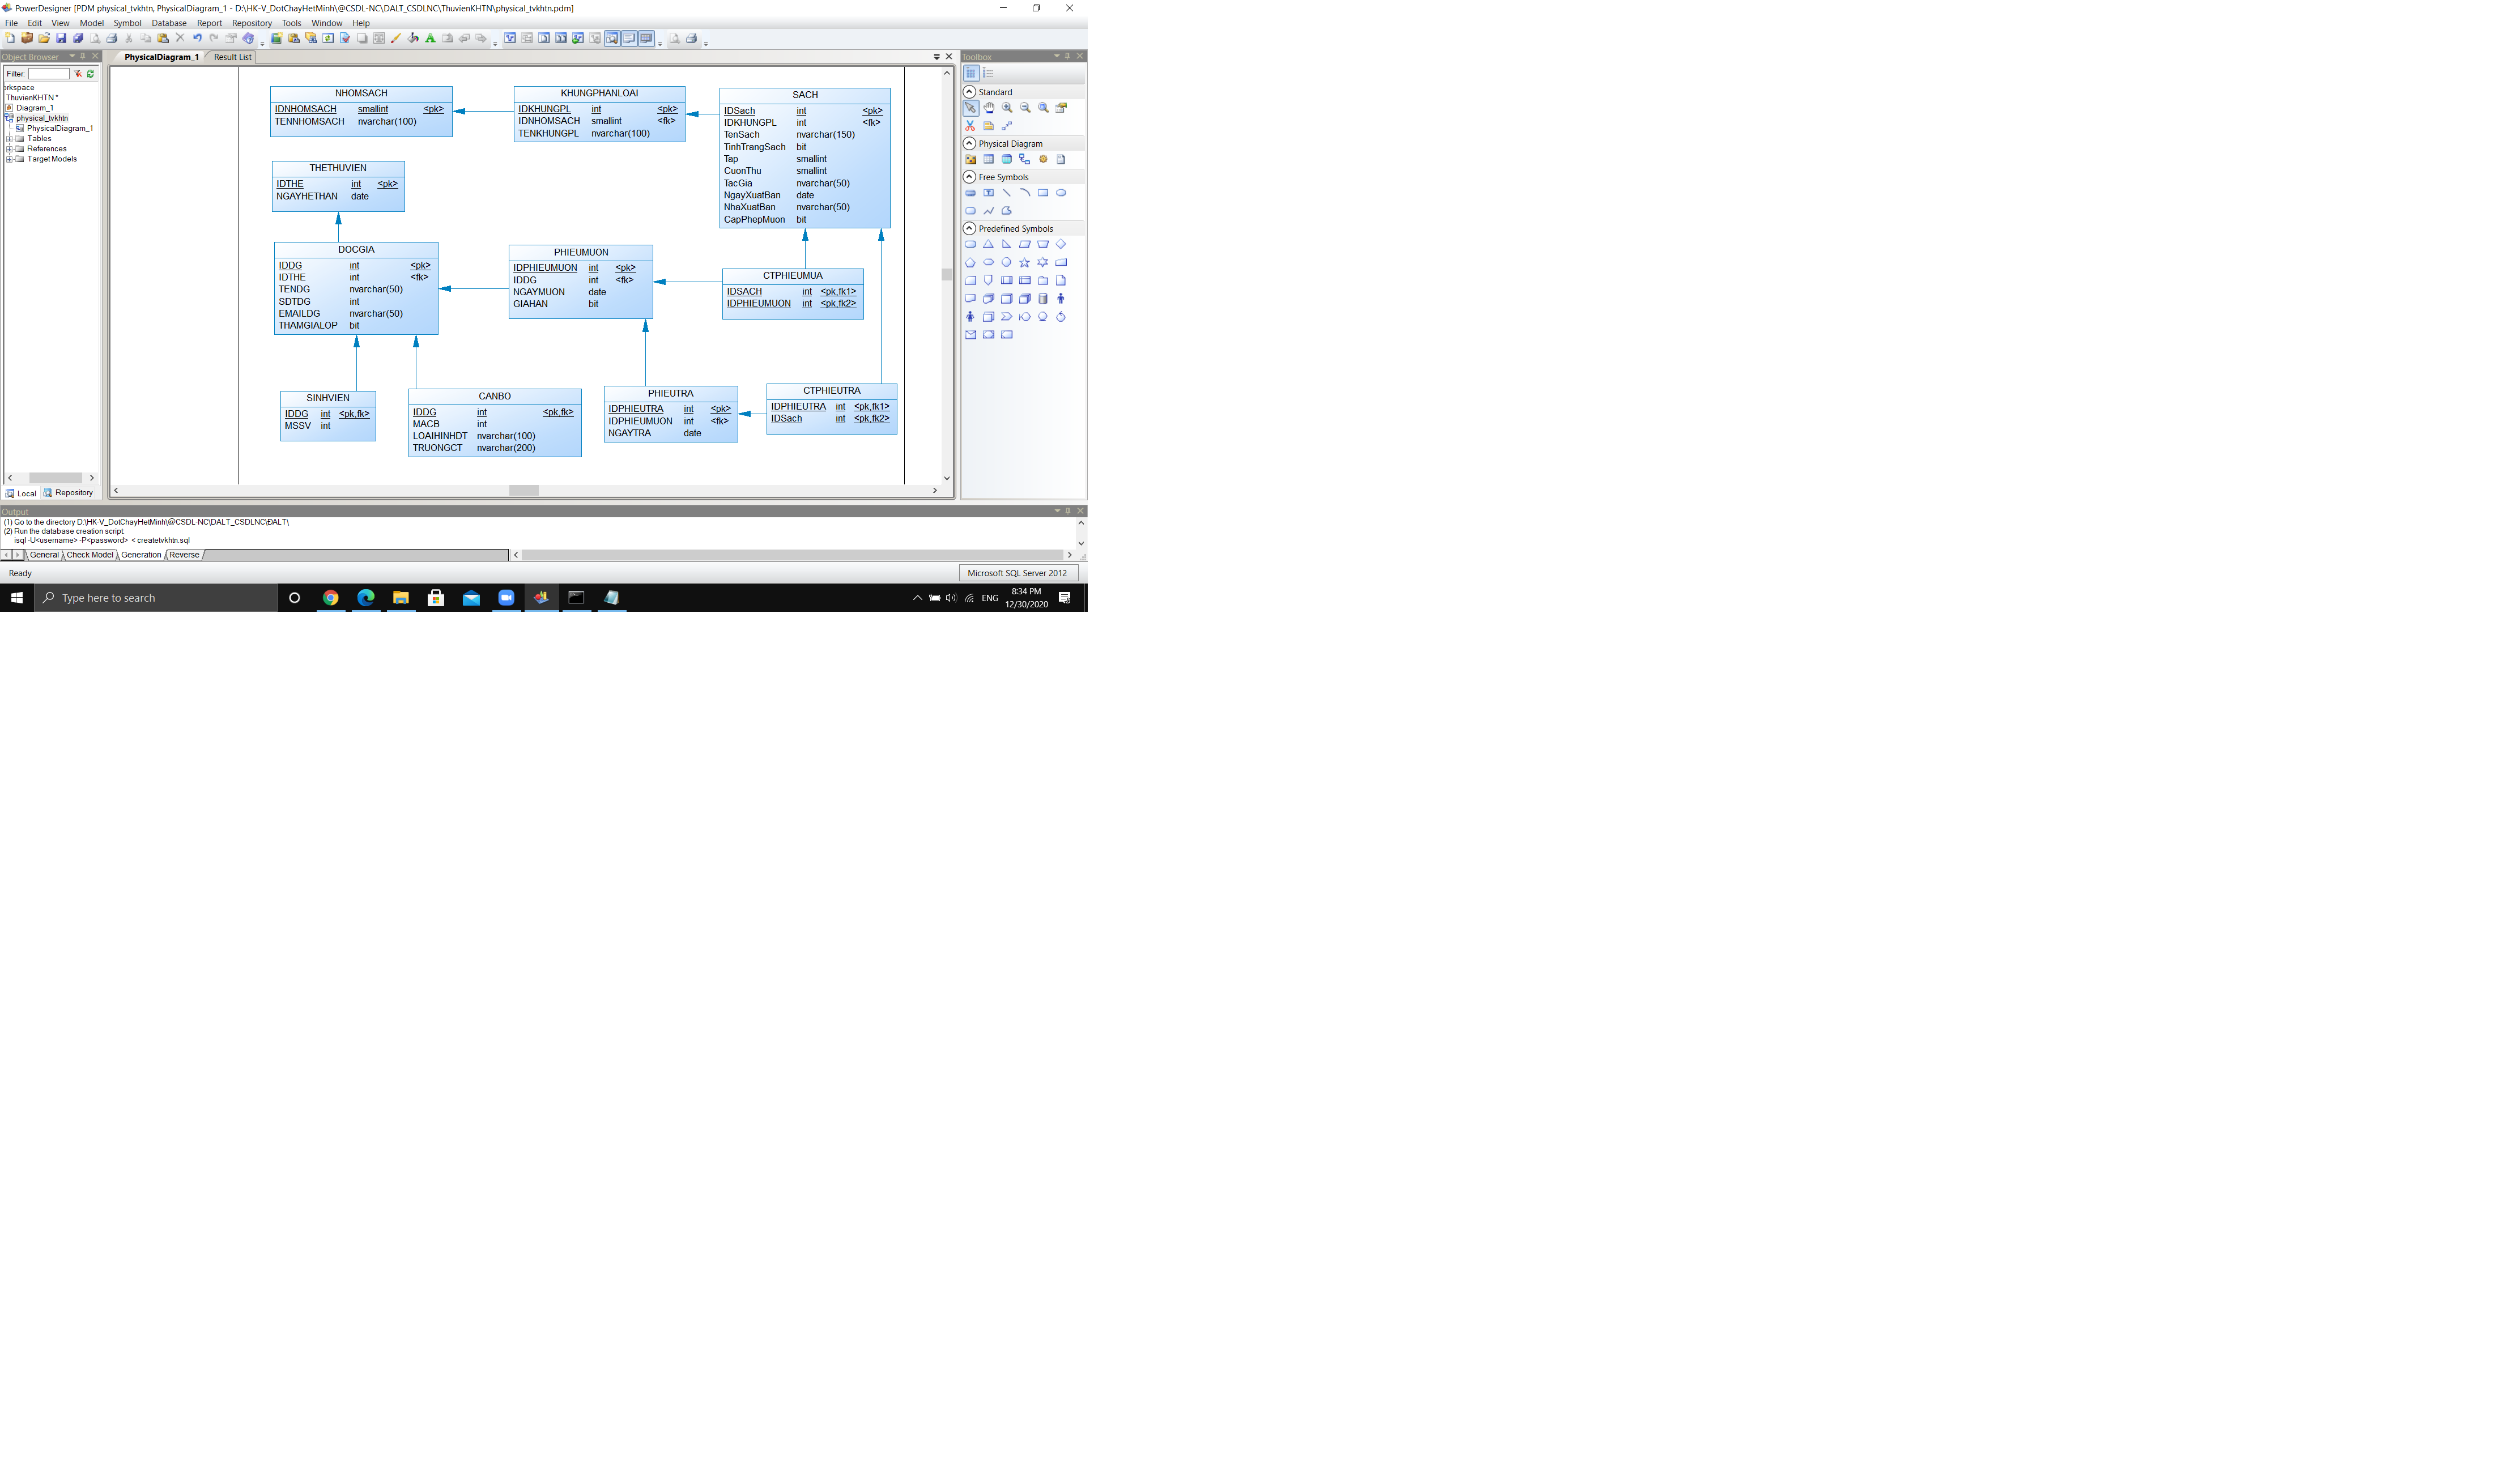 PowerDesigner [PDM physical_tvkhtn, PhysicalDiagram_1 - D:\HK-V_DotChayHetMinh\@CSDL-NC\DALT_CSDLNC\ThuvienKHTN\physical_tvkhtn.pdm]
File Edit View Model Symbol Database Report Repository Tools Window Help
Object Browser
Filter:
orkspace
ThuvienKHTN *
Diagram_1
physical_tvkhtn
PhysicalDiagram_1
Tables
References
Target Models
Local Repository
PhysicalDiagram_1 Result List
NHOMSACH
IDNHOMSACH smallint <pk>
TENNHOMSACH nvarchar(100)
KHUNGPHANLOAI
IDKHUNGPL int <pk>
IDNHOMSACH smallint <fk>
TENKHUNGPL nvarchar(100)
SACH
IDSach int <pk>
IDKHUNGPL int <fk>
TenSach nvarchar(150)
TinhTrangSach bit
Tap smallint
CuonThu smallint
TacGia nvarchar(50)
NgayXuatBan date
NhaXuatBan nvarchar(50)
CapPhepMuon bit
THETHUVIEN
IDTHE int <pk>
NGAYHETHAN date
DOCGIA
IDDG int <pk>
IDTHE int <fk>
TENDG nvarchar(50)
SDTDG int
EMAILDG nvarchar(50)
THAMGIALOP bit
PHIEUMUON
IDPHIEUMUON int <pk>
IDDG int <fk>
NGAYMUON date
GIAHAN bit
CTPHIEUMUA
IDSACH int <pk,fk1>
IDPHIEUMUON int <pk,fk2>
SINHVIEN
IDDG int <pk,fk>
MSSV int
CANBO
IDDG int <pk,fk>
MACB int
LOAIHINHDT nvarchar(100)
TRUONGCT nvarchar(200)
PHIEUTRA
IDPHIEUTRA int <pk>
IDPHIEUMUON int <fk>
NGAYTRA date
CTPHIEUTRA
IDPHIEUTRA int <pk,fk1>
IDSach int <pk,fk2>
Toolbox
Standard
Physical Diagram
Free Symbols
Predefined Symbols
Output
(1) Go to the directory D:\HK-V_DotChayHetMinh\@CSDL-NC\DALT_CSDLNC\ĐALT\
(2) Run the database creation script:
isql -U<username> -P<password> < createtvkhtn.sql
General Check Model Generation Reverse
Ready
Microsoft SQL Server 2012
Type here to search
ENG
8:34 PM
12/30/2020